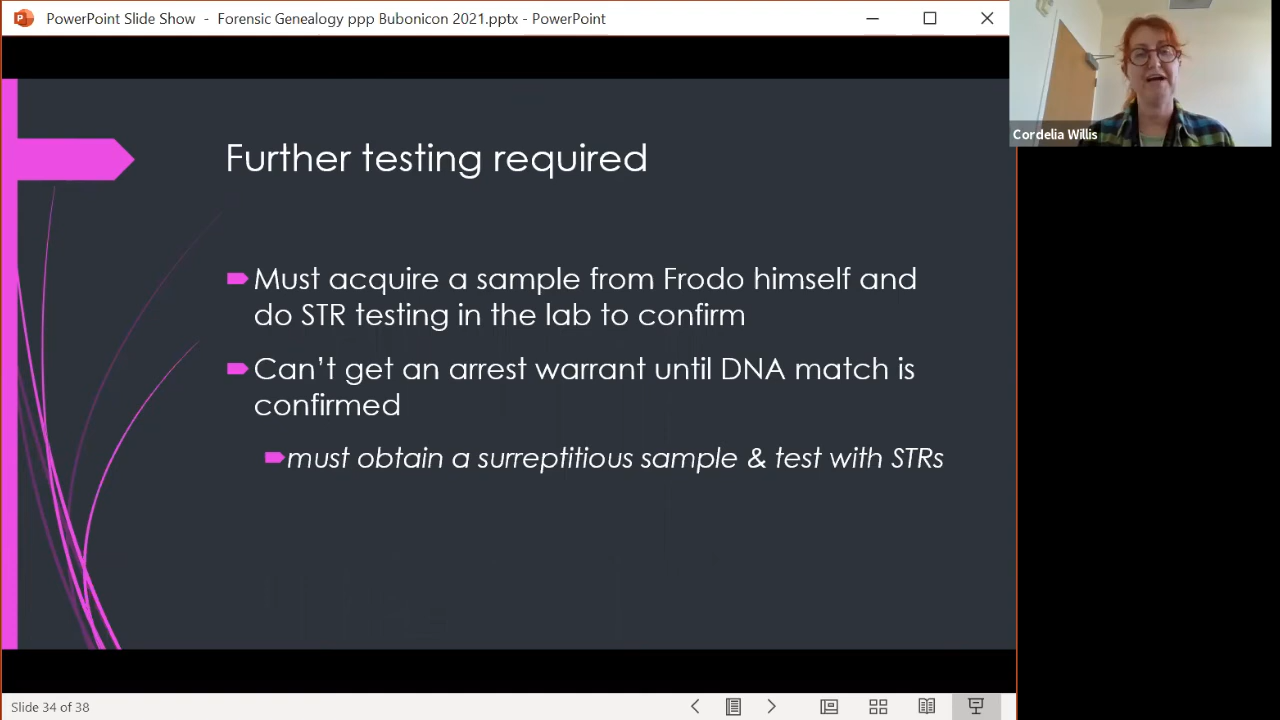 PowerPoint Slide Show - Forensic Genealogy ppp Bubonicon 2021.pptx - PowerPoint
Cordelia Willis
Further testing required
Must acquire a sample from Frodo himself and
do STR testing in the lab to confirm
Can't get an arrest warrant until DNA match is
confirmed
must obtain a surreptitious sample & test with STRs
Slide 34 of 38